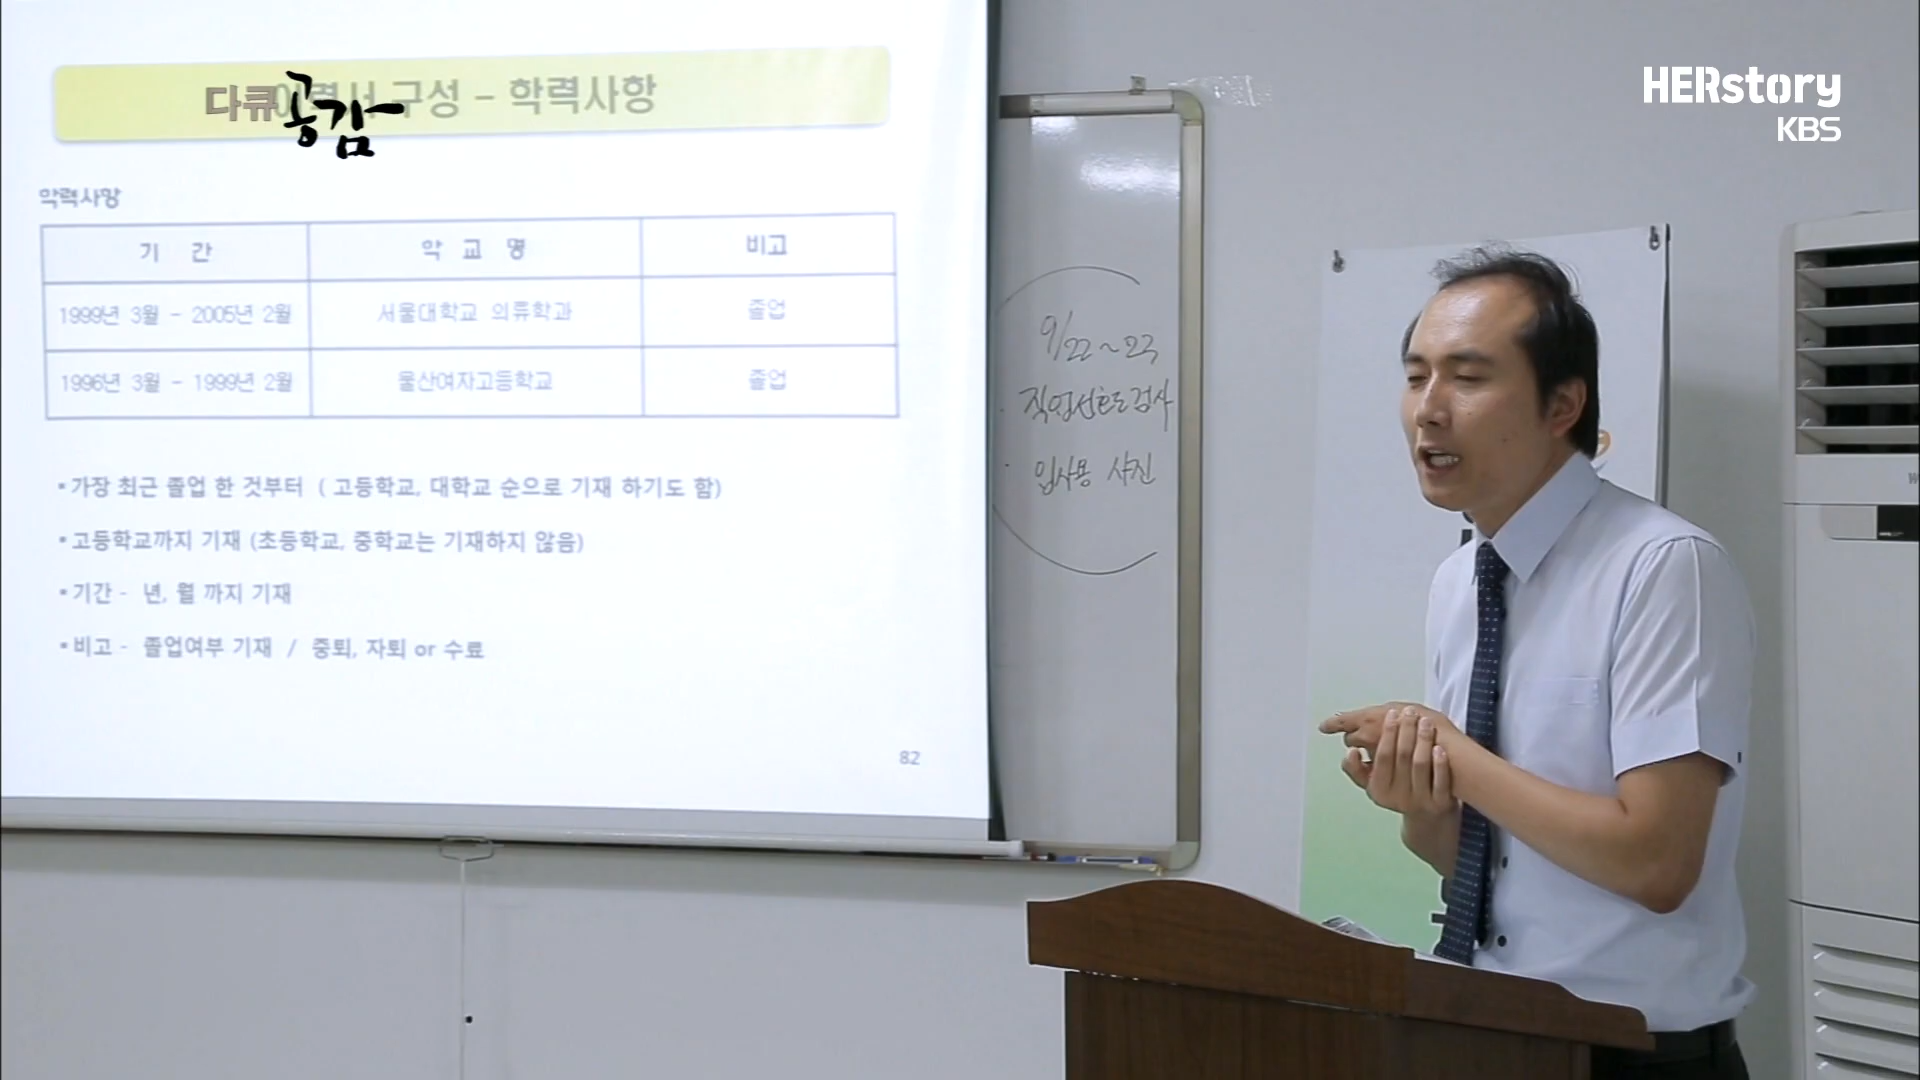 다큐 공감
이력서 구성 - 학력사항
HERstory
KBS
학력사항
기 간 학 교 명 비고
1999년 3월 - 2005년 2월 서울대학교 의류학과 졸업
1996년 3월 - 1999년 2월 울산여자고등학교 졸업
▪가장 최근 졸업 한 것부터 ( 고등학교, 대학교 순으로 기재 하기도 함)
▪고등학교까지 기재 (초등학교, 중학교는 기재하지 않음)
▪기간 - 년, 월 까지 기재
▪비고 - 졸업여부 기재 / 중퇴, 자퇴 or 수료
82
9/22~23
· 직업선호도검사
· 입사용 사진